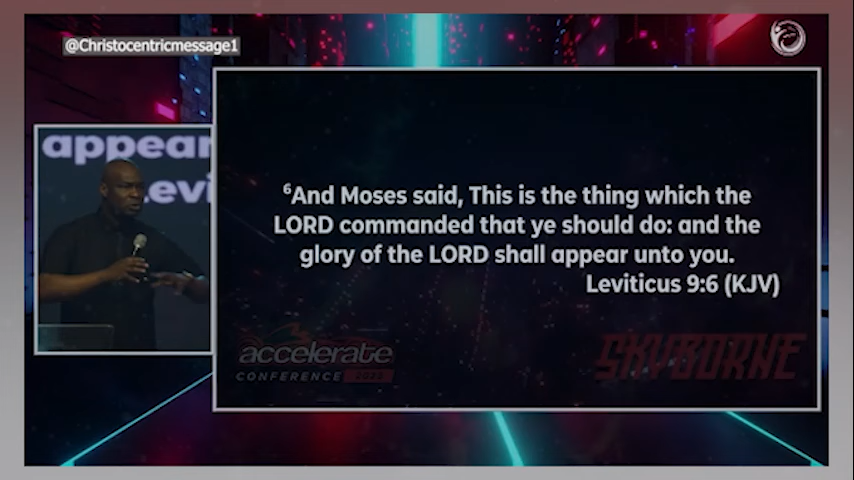 @Christocentricmessage1
appear
Levi
⁶And Moses said, This is the thing which the
LORD commanded that ye should do: and the
glory of the LORD shall appear unto you.
Leviticus 9:6 (KJV)
accelerate
CONFERENCE
SKYBORNE